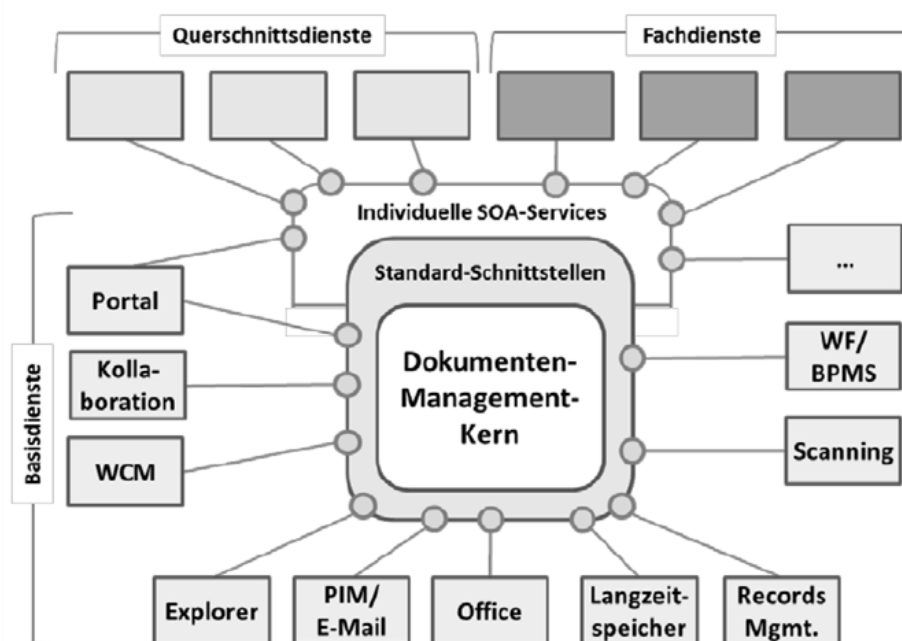 Querschnittsdienste
Fachdienste
Individuelle SOA-Services
Standard-Schnittstellen
Dokumenten-
Management-
Kern
Basisdienste
Portal
Kolla-
boration
WCM
...
WF/
BPMS
Scanning
Explorer
PIM/
E-Mail
Office
Langzeit-
speicher
Records
Mgmt.